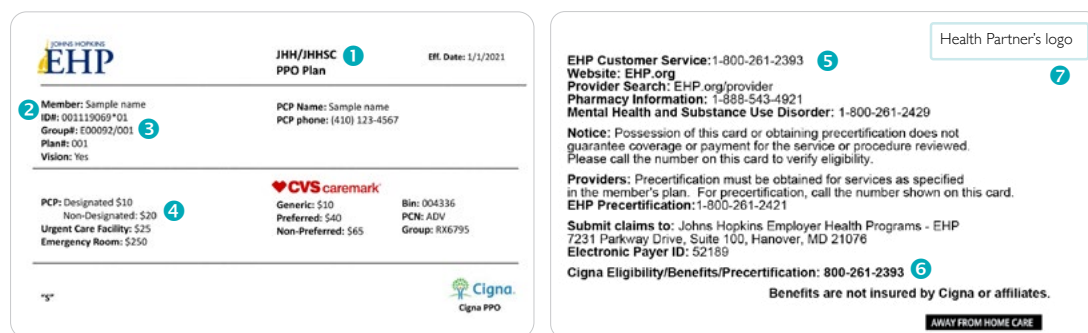 JOHNS HOPKINS
EHP
JHH/JHHSC 1
PPO Plan
Eff. Date: 1/1/2021
2 Member: Sample name
ID#: 001119069*01
Group#: E00092/001 3
Plan#: 001
Vision: Yes
PCP Name: Sample name
PCP phone: (410) 123-4567
PCP: Designated $10
Non-Designated: $20 4
Urgent Care Facility: $25
Emergency Room: $250
CVS caremark
Generic: $10
Preferred: $40
Non-Preferred: $65
Bin: 004336
PCN: ADV
Group: RX6795
"S"
Cigna.
Cigna PPO
Health Partner's logo
7
EHP Customer Service:1-800-261-2393 5
Website: EHP.org
Provider Search: EHP.org/provider
Pharmacy Information: 1-888-543-4921
Mental Health and Substance Use Disorder: 1-800-261-2429
Notice: Possession of this card or obtaining precertification does not
guarantee coverage or payment for the service or procedure reviewed.
Please call the number on this card to verify eligibility.
Providers: Precertification must be obtained for services as specified
in the member's plan. For precertification, call the number shown on this card.
EHP Precertification:1-800-261-2421
Submit claims to: Johns Hopkins Employer Health Programs - EHP
7231 Parkway Drive, Suite 100, Hanover, MD 21076
Electronic Payer ID: 52189
Cigna Eligibility/Benefits/Precertification: 800-261-2393 6
Benefits are not insured by Cigna or affiliates.
AWAY FROM HOME CARE